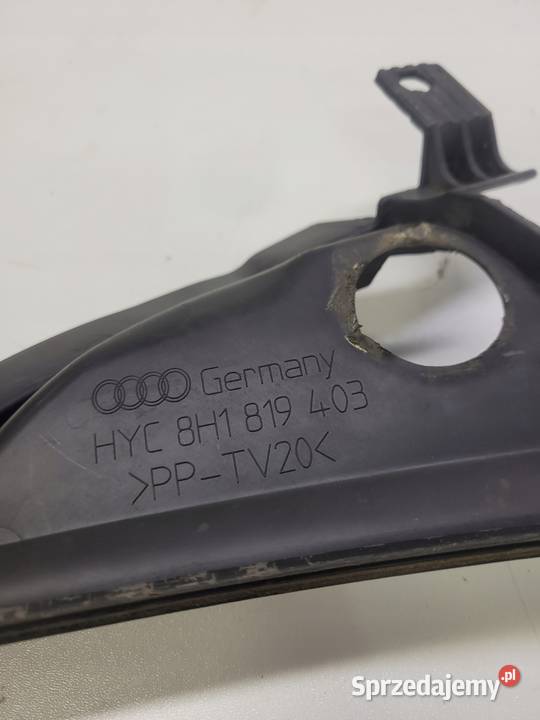 Germany
HYC 8H1 819 403
>PP-TV20<
Sprzedajemy.pl